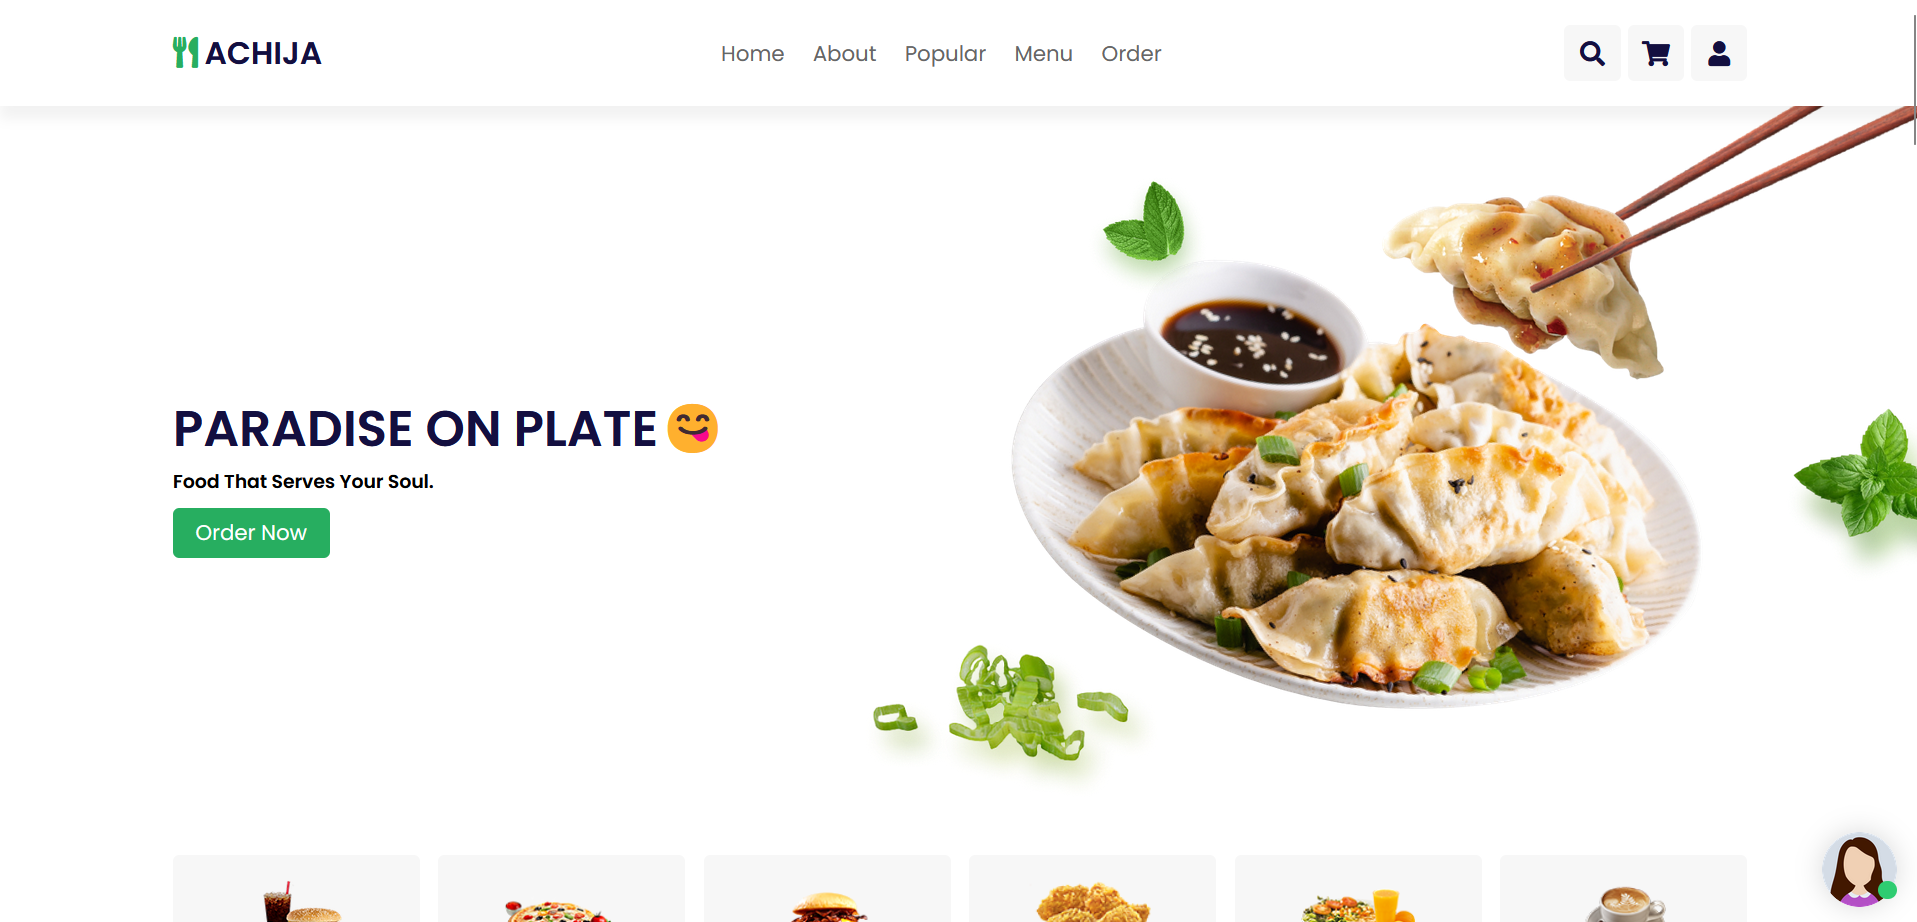 ACHIJA
Home About Popular Menu Order
PARADISE ON PLATE 😋
Food That Serves Your Soul.
Order Now